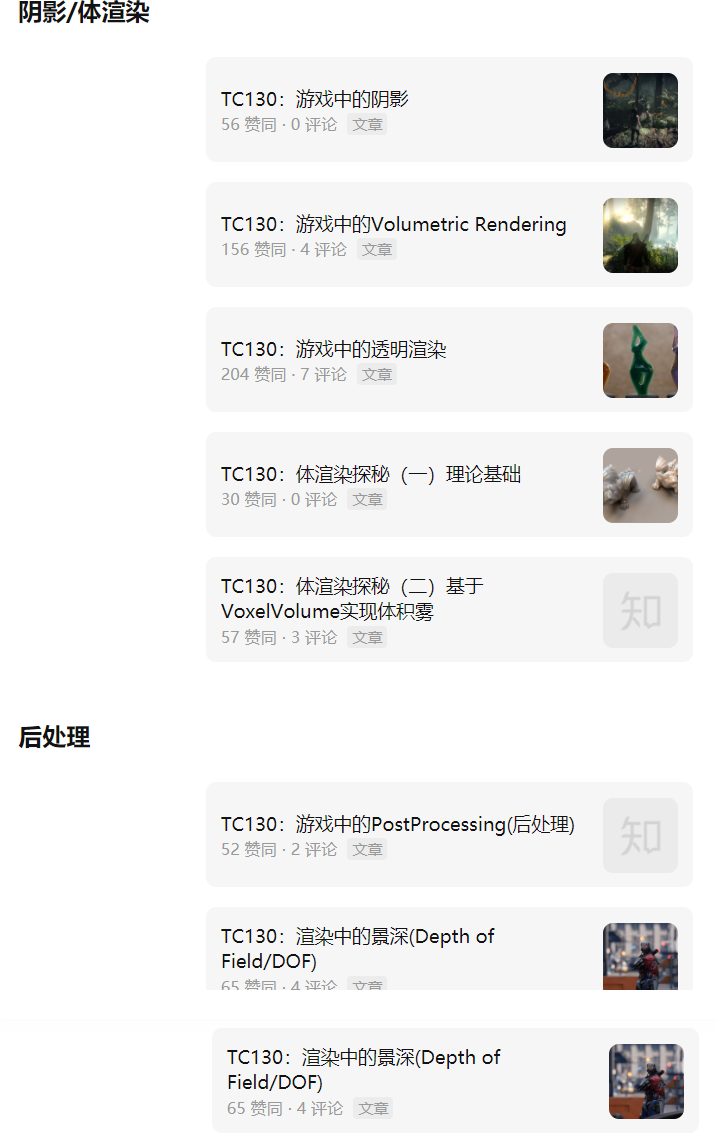 阴影/体渲染
TC130：游戏中的阴影
56 赞同 · 0 评论 文章
TC130：游戏中的Volumetric Rendering
156 赞同 · 4 评论 文章
TC130：游戏中的透明渲染
204 赞同 · 7 评论 文章
TC130：体渲染探秘（一）理论基础
30 赞同 · 0 评论 文章
TC130：体渲染探秘（二）基于
VoxelVolume实现体积雾
57 赞同 · 3 评论 文章
知
后处理
TC130：游戏中的PostProcessing(后处理)
52 赞同 · 2 评论 文章
知
TC130：渲染中的景深(Depth of
Field/DOF)
65 赞同 · 4 评论 文章
TC130：渲染中的景深(Depth of
Field/DOF)
65 赞同 · 4 评论 文章